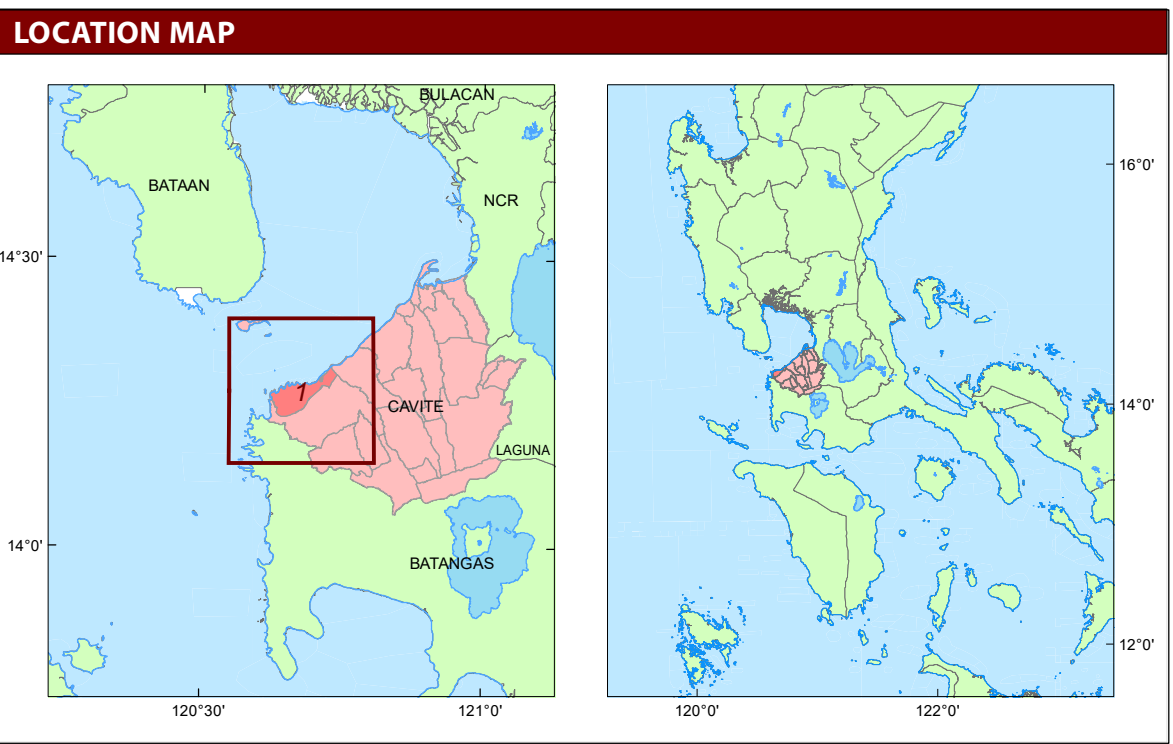 LOCATION MAP
BULACAN
BATAAN
NCR
14°30'
1
CAVITE
LAGUNA
14°0'
BATANGAS
120°30'
121°0'
16°0'
14°0'
12°0'
120°0'
122°0'